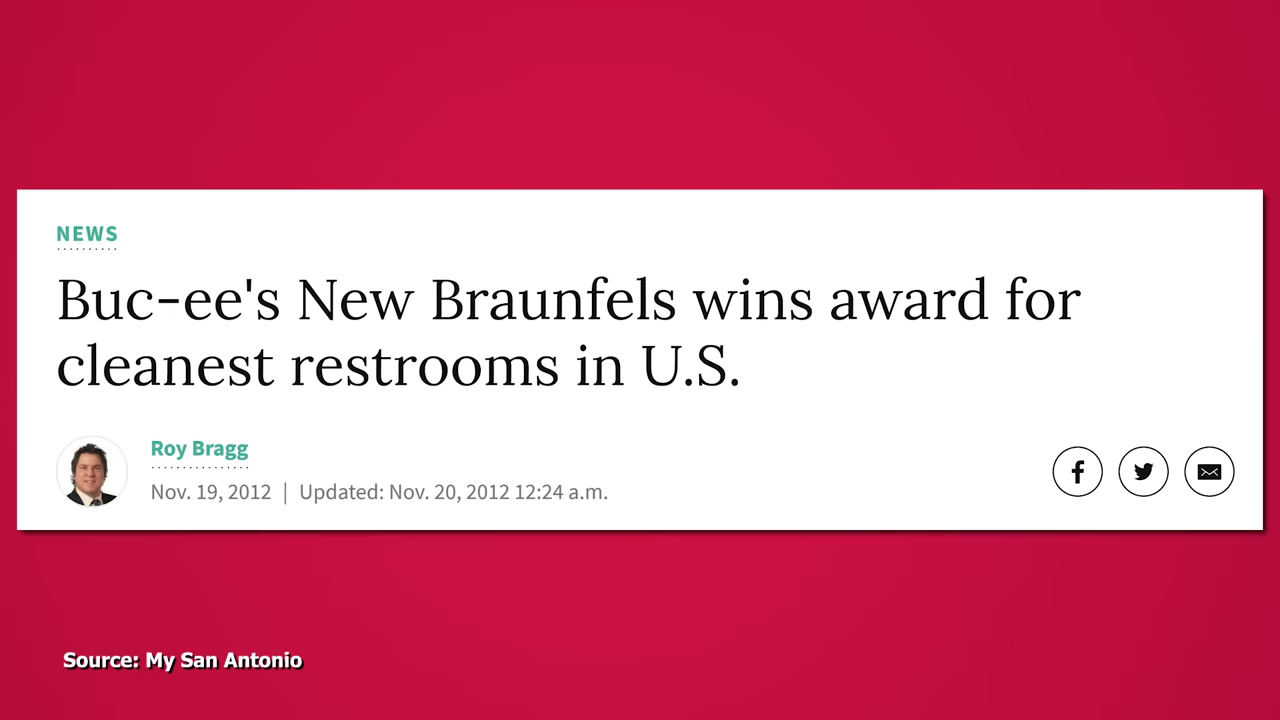 NEWS
Buc-ee's New Braunfels wins award for
cleanest restrooms in U.S.
Roy Bragg
Nov. 19, 2012 | Updated: Nov. 20, 2012 12:24 a.m.
Source: My San Antonio